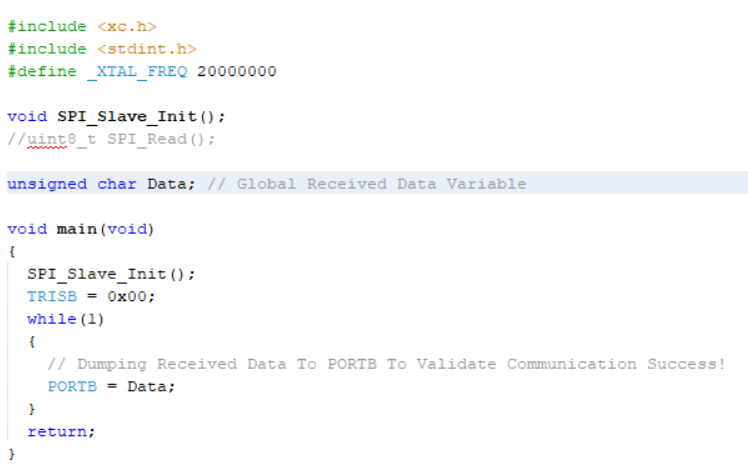 #include <xc.h>
#include <stdint.h>
#define _XTAL_FREQ 20000000
void SPI_Slave_Init();
//uint8_t SPI_Read();
unsigned char Data; // Global Received Data Variable
void main(void)
{
SPI_Slave_Init();
TRISB = 0x00;
while(1)
{
// Dumping Received Data To PORTB To Validate Communication Success!
PORTB = Data;
}
return;
}